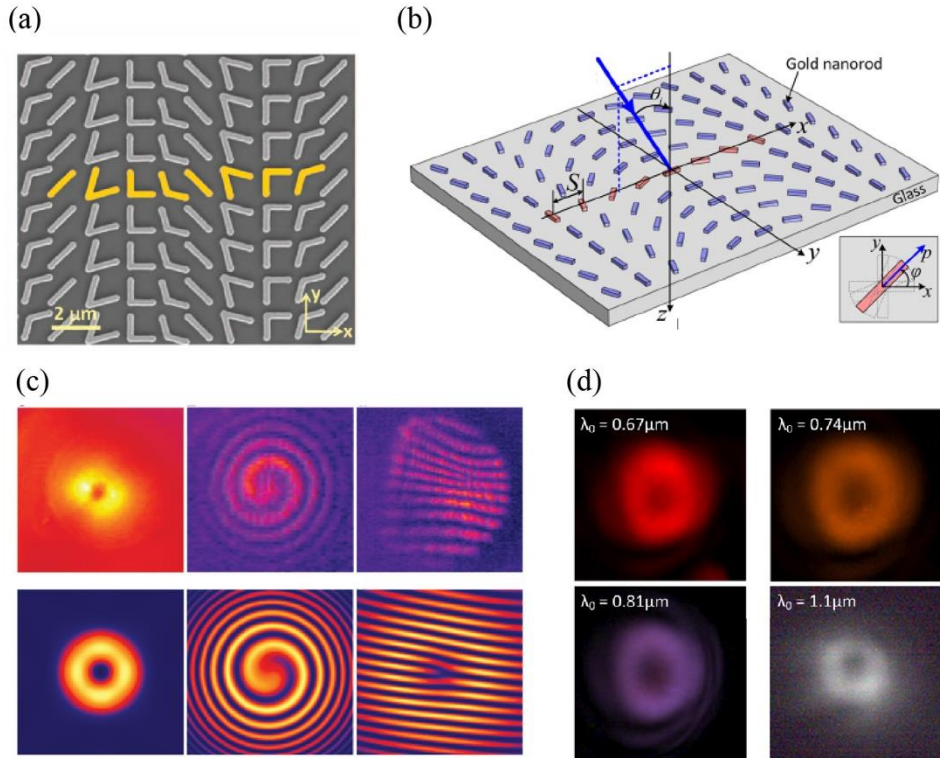 (a)
y
2 μm
x
(b)
Gold nanorod
x
S
Glass
y
z
y
p
φ
x
(c)
(d)
λ₀ = 0.67μm
λ₀ = 0.74μm
λ₀ = 0.81μm
λ₀ = 1.1μm